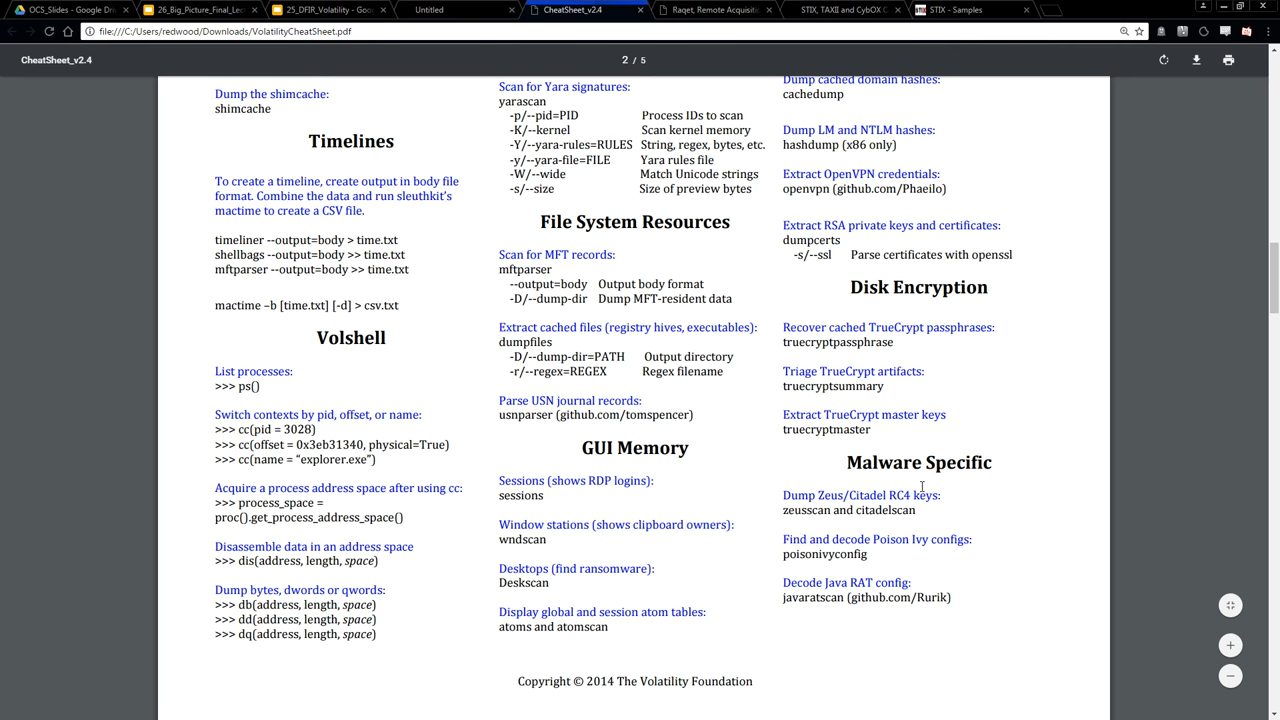 OCS_Slides - Google Driv
26_Big_Picture_Final_Lec
25_DFIR_Volatility - Goo
Untitled
CheatSheet_v2.4
Raqet, Remote Acquisitio
STIX, TAXII and CybOX C
STIX - Samples
file:///C:/Users/redwood/Downloads/VolatilityCheatSheet.pdf
CheatSheet_v2.4
2 / 5
Dump the shimcache:
shimcache
Timelines
To create a timeline, create output in body file
format. Combine the data and run sleuthkit's
mactime to create a CSV file.
timeliner --output=body > time.txt
shellbags --output=body >> time.txt
mftparser --output=body >> time.txt
mactime –b [time.txt] [-d] > csv.txt
Volshell
List processes:
>>> ps()
Switch contexts by pid, offset, or name:
>>> cc(pid = 3028)
>>> cc(offset = 0x3eb31340, physical=True)
>>> cc(name = “explorer.exe”)
Acquire a process address space after using cc:
>>> process_space =
proc().get_process_address_space()
Disassemble data in an address space
>>> dis(address, length, space)
Dump bytes, dwords or qwords:
>>> db(address, length, space)
>>> dd(address, length, space)
>>> dq(address, length, space)
Scan for Yara signatures:
yarascan
-p/--pid=PID Process IDs to scan
-K/--kernel Scan kernel memory
-Y/--yara-rules=RULES String, regex, bytes, etc.
-y/--yara-file=FILE Yara rules file
-W/--wide Match Unicode strings
-s/--size Size of preview bytes
File System Resources
Scan for MFT records:
mftparser
--output=body Output body format
-D/--dump-dir Dump MFT-resident data
Extract cached files (registry hives, executables):
dumpfiles
-D/--dump-dir=PATH Output directory
-r/--regex=REGEX Regex filename
Parse USN journal records:
usnparser (github.com/tomspencer)
GUI Memory
Sessions (shows RDP logins):
sessions
Window stations (shows clipboard owners):
wndscan
Desktops (find ransomware):
Deskscan
Display global and session atom tables:
atoms and atomscan
Dump cached domain hashes:
cachedump
Dump LM and NTLM hashes:
hashdump (x86 only)
Extract OpenVPN credentials:
openvpn (github.com/Phaeilo)
Extract RSA private keys and certificates:
dumpcerts
-s/--ssl Parse certificates with openssl
Disk Encryption
Recover cached TrueCrypt passphrases:
truecryptpassphrase
Triage TrueCrypt artifacts:
truecryptsummary
Extract TrueCrypt master keys
truecryptmaster
Malware Specific
Dump Zeus/Citadel RC4 keys:
zeusscan and citadelscan
Find and decode Poison Ivy configs:
poisonivyconfig
Decode Java RAT config:
javaratscan (github.com/Rurik)
Copyright © 2014 The Volatility Foundation